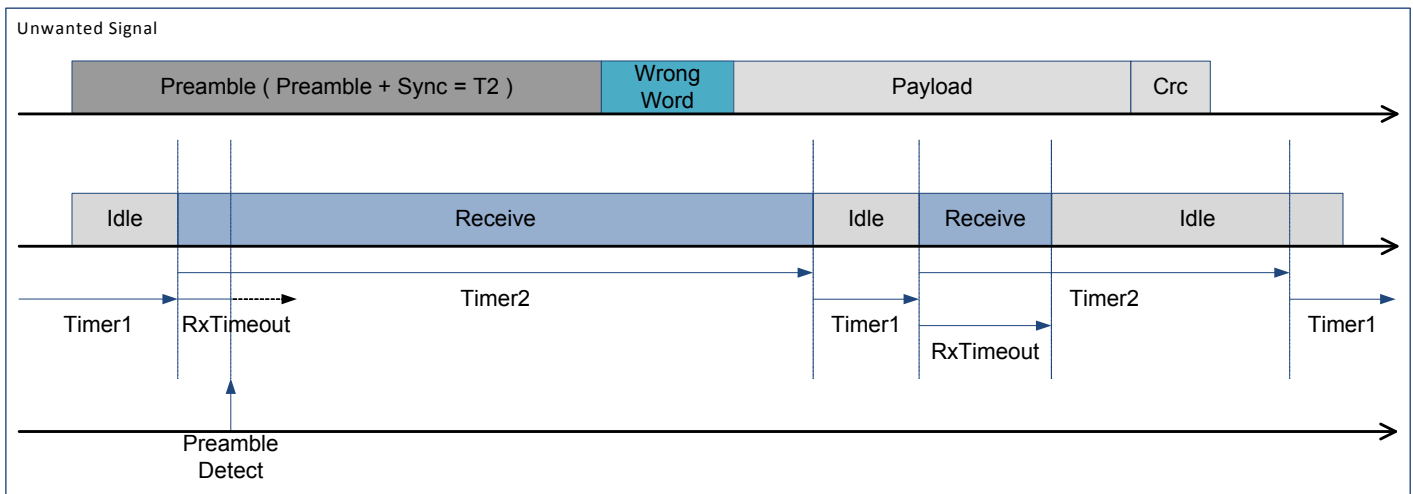 Unwanted Signal
Preamble ( Preamble + Sync = T2 )
Wrong
Word
Payload
Crc
Idle
Receive
Idle
Receive
Idle
Timer2
Timer2
Timer1
RxTimeout
Timer1
Timer1
RxTimeout
Preamble
Detect